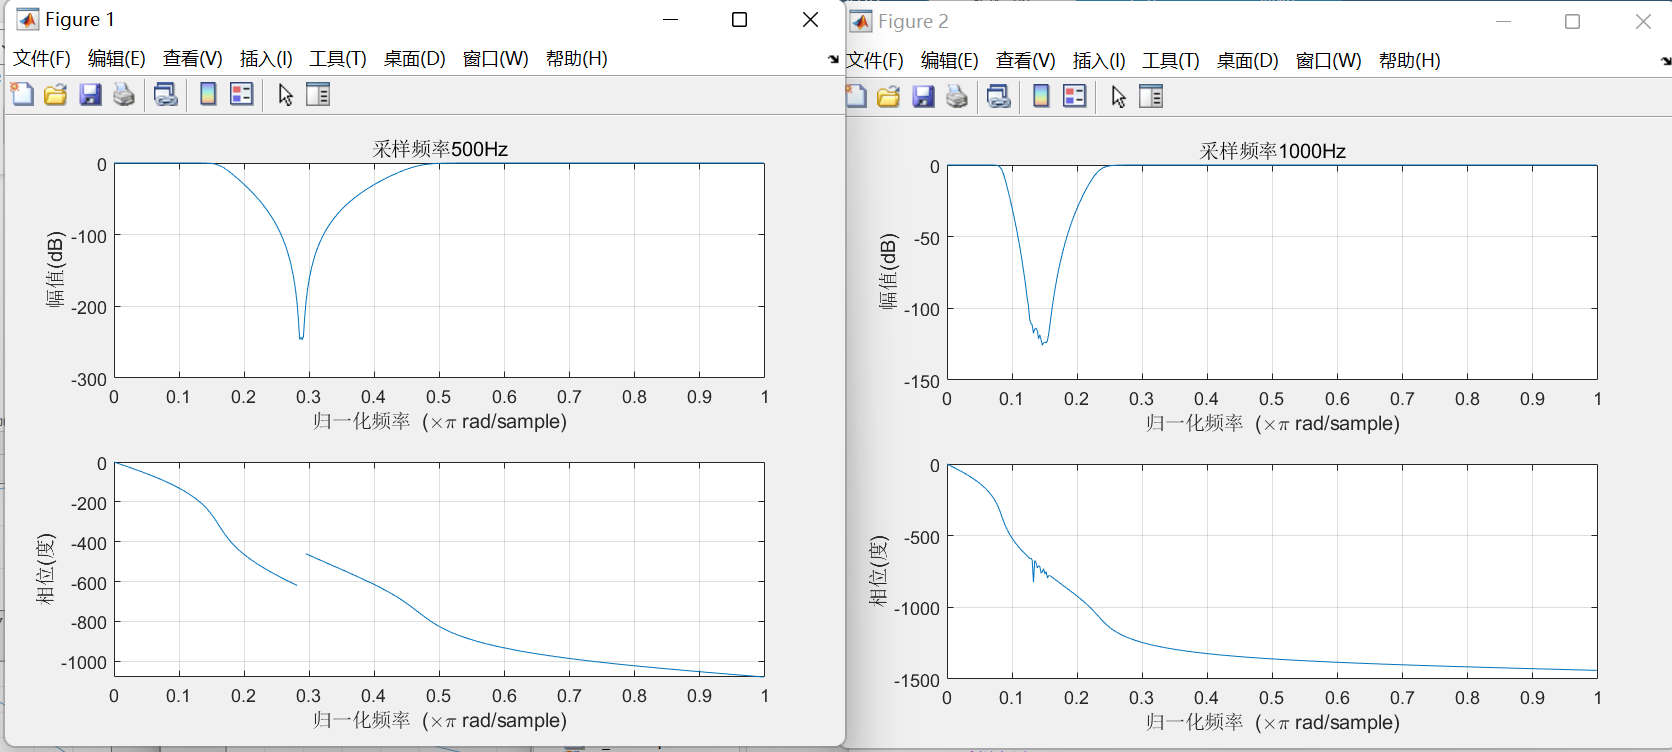 Figure 1
文件(F) 编辑(E) 查看(V) 插入(I) 工具(T) 桌面(D) 窗口(W) 帮助(H)
采样频率500Hz
0
-100
-200
-300
幅值(dB)
0 0.1 0.2 0.3 0.4 0.5 0.6 0.7 0.8 0.9 1
归一化频率 (×π rad/sample)
0
-200
-400
-600
-800
-1000
相位(度)
0 0.1 0.2 0.3 0.4 0.5 0.6 0.7 0.8 0.9 1
归一化频率 (×π rad/sample)
Figure 2
文件(F) 编辑(E) 查看(V) 插入(I) 工具(T) 桌面(D) 窗口(W) 帮助(H)
采样频率1000Hz
0
-50
-100
-150
幅值(dB)
0 0.1 0.2 0.3 0.4 0.5 0.6 0.7 0.8 0.9 1
归一化频率 (×π rad/sample)
0
-500
-1000
-1500
相位(度)
0 0.1 0.2 0.3 0.4 0.5 0.6 0.7 0.8 0.9 1
归一化频率 (×π rad/sample)